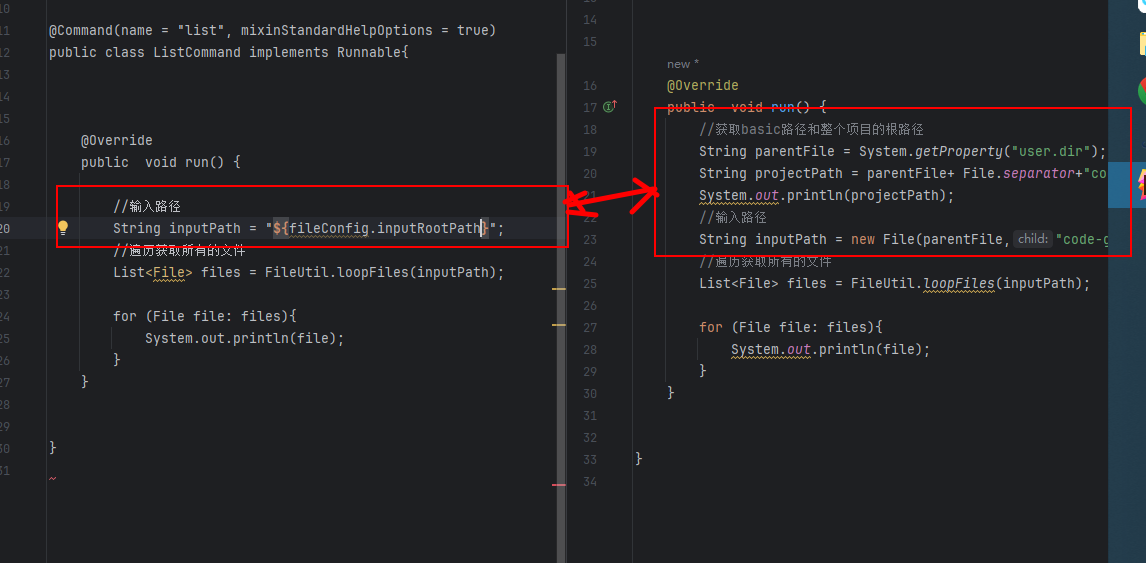 10
11
@Command(name = "list", mixinStandardHelpOptions = true)
12
public class ListCommand implements Runnable{
13
14
15
16
@Override
17
public  void run() {
18
19
//输入路径
20
String inputPath = "${fileConfig.inputRootPath}";
21
//遍历获取所有的文件
22
List<File> files = FileUtil.loopFiles(inputPath);
23
24
for (File file: files){
25
System.out.println(file);
26
}
27
}
28
29
30
}
31
14
15
new *
16
@Override
17
public  void run() {
18
//获取basic路径和整个项目的根路径
19
String parentFile = System.getProperty("user.dir");
20
String projectPath = parentFile+ File.separator+"co
21
System.out.println(projectPath);
22
//输入路径
23
String inputPath = new File(parentFile, child: "code-g
24
//遍历获取所有的文件
25
List<File> files = FileUtil.loopFiles(inputPath);
26
27
for (File file: files){
28
System.out.println(file);
29
}
30
}
31
32
33
}
34